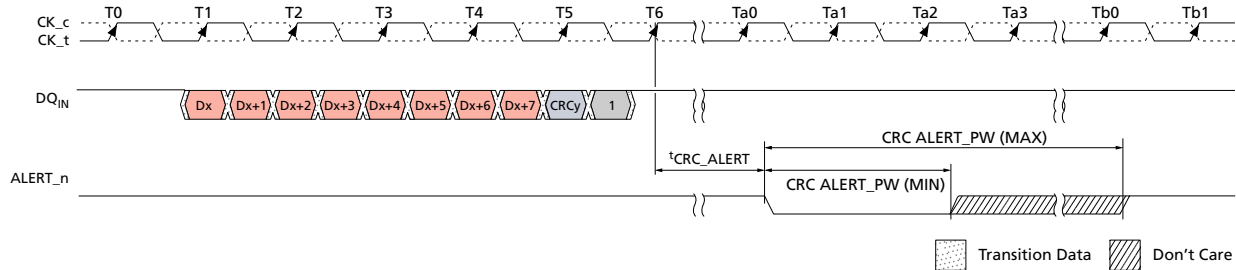 T0 T1 T2 T3 T4 T5 T6 Ta0 Ta1 Ta2 Ta3 Tb0 Tb1
CK_c
CK_t
DQIN
Dx Dx+1 Dx+2 Dx+3 Dx+4 Dx+5 Dx+6 Dx+7 CRCy 1
CRC ALERT_PW (MAX)
tCRC_ALERT
CRC ALERT_PW (MIN)
ALERT_n
Transition Data Don't Care